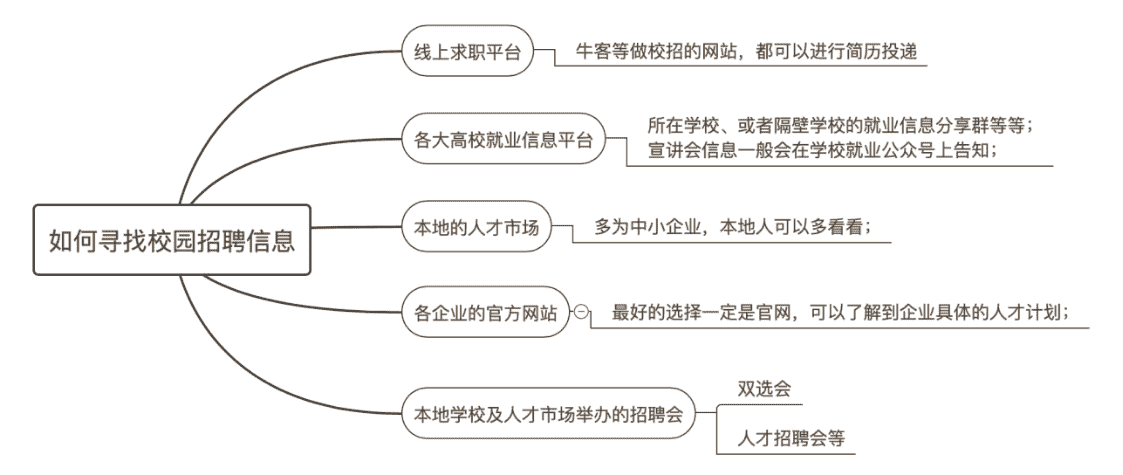 如何寻找校园招聘信息
线上求职平台
牛客等做校招的网站，都可以进行简历投递
各大高校就业信息平台
所在学校、或者隔壁学校的就业信息分享群等等；
宣讲会信息一般会在学校就业公众号上告知；
本地的人才市场
多为中小企业，本地人可以多看看；
各企业的官方网站
最好的选择一定是官网，可以了解到企业具体的人才计划；
本地学校及人才市场举办的招聘会
双选会
人才招聘会等